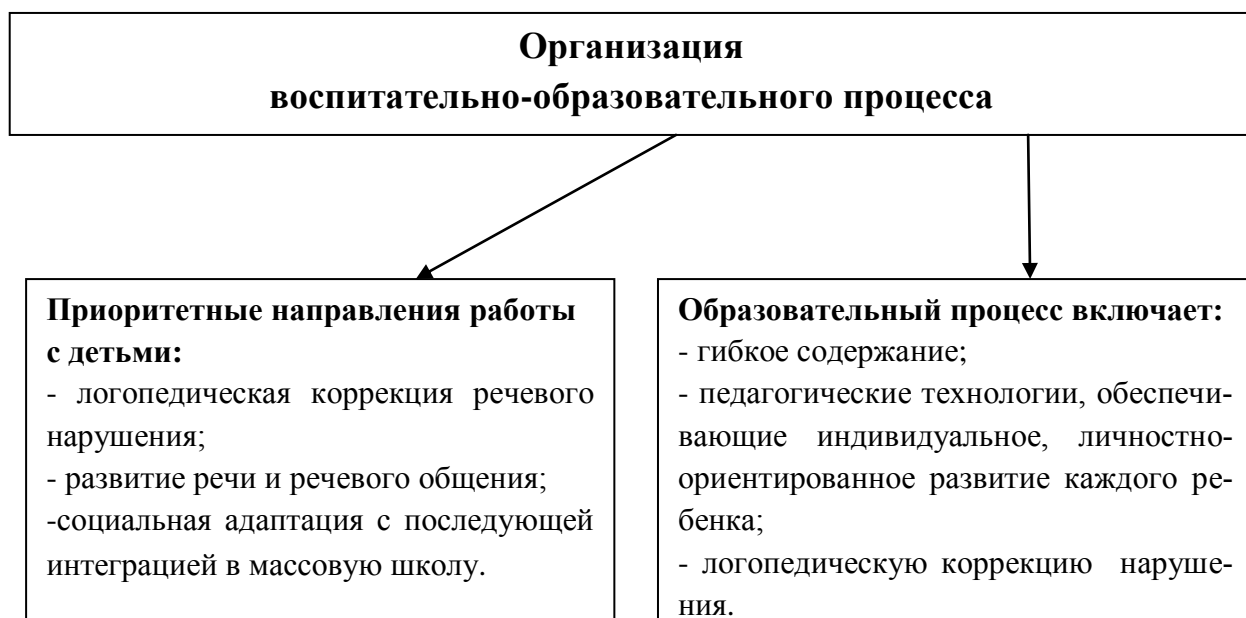 Организация
воспитательно-образовательного процесса
Приоритетные направления работы
с детьми:
- логопедическая коррекция речевого
нарушения;
- развитие речи и речевого общения;
-социальная адаптация с последующей
интеграцией в массовую школу.
Образовательный процесс включает:
- гибкое содержание;
- педагогические технологии, обеспечи-
вающие индивидуальное, личностно-
ориентированное развитие каждого ре-
бенка;
- логопедическую коррекцию наруше-
ния.